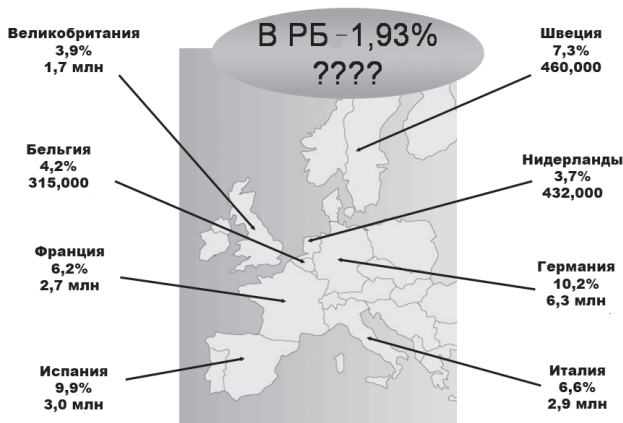 В РБ –1,93%
????
Великобритания
3,9%
1,7 млн
Швеция
7,3%
460,000
Бельгия
4,2%
315,000
Нидерланды
3,7%
432,000
Франция
6,2%
2,7 млн
Германия
10,2%
6,3 млн
Испания
9,9%
3,0 млн
Италия
6,6%
2,9 млн